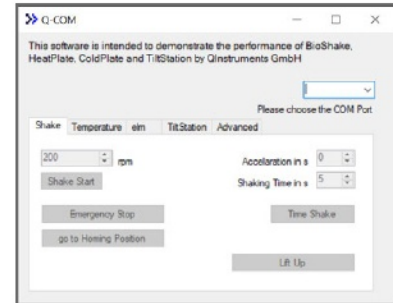 Q-COM
This software is intended to demonstrate the performance of BioShake,
HeatPlate. ColdPlate and TiltStation by QInstruments GmbH
Please choose the COM Port
Shake Temperature elm TiltStation Advanced
200 rpm Accelaration in s 0
Shake Start Shaking Time in s 5
Emergency Stop Time Shake
go to Homing Position
Lift Up